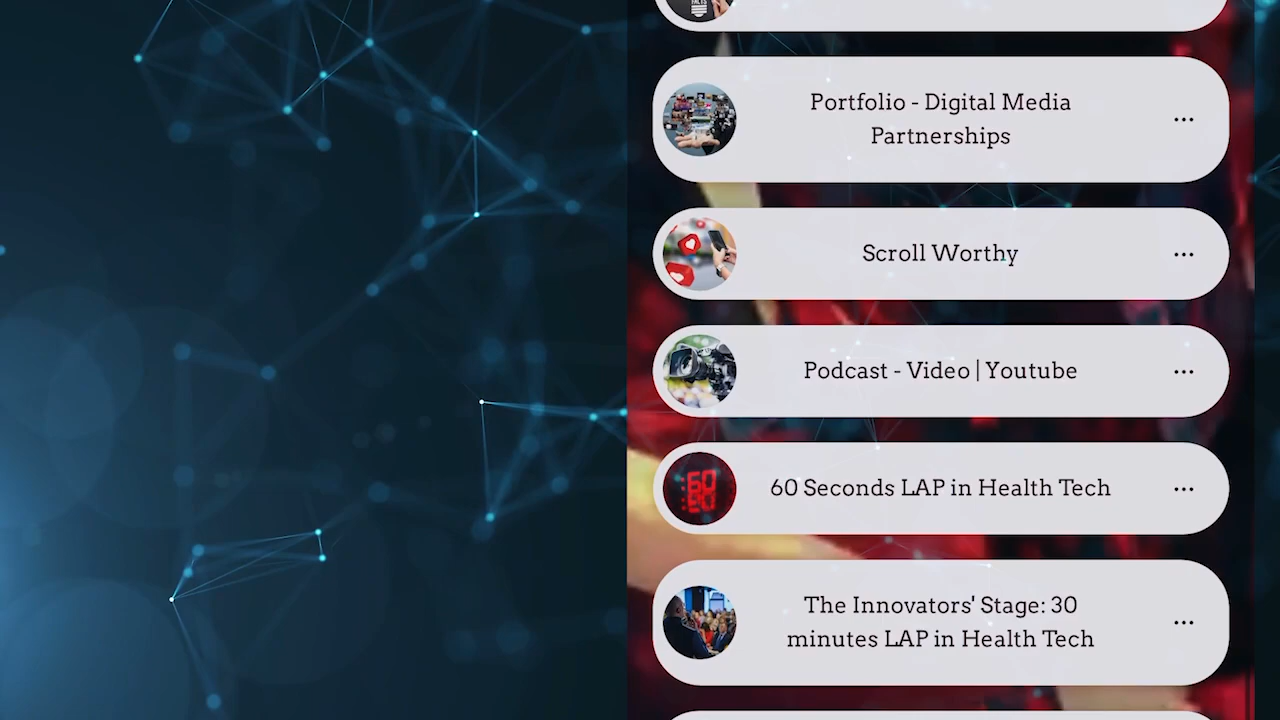 Portfolio - Digital Media
Partnerships
Scroll Worthy
Podcast - Video | Youtube
60 Seconds LAP in Health Tech
60
The Innovators' Stage: 30
minutes LAP in Health Tech